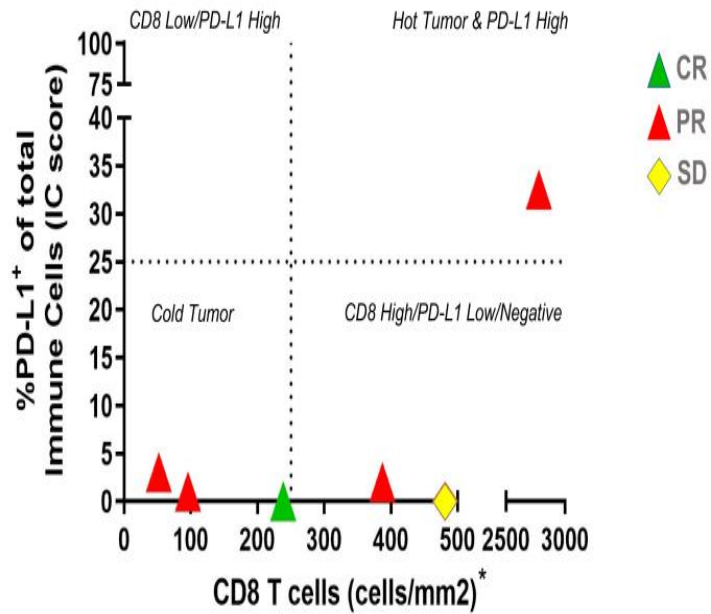 CD8 Low/PD-L1 High
Hot Tumor & PD-L1 High
CR
PR
SD
%PD-L1+ of total
Immune Cells (IC score)
100
75
40
35
30
25
20
15
10
5
0
Cold Tumor
CD8 High/PD-L1 Low/Negative
0 100 200 300 400 500 2500 3000
CD8 T cells (cells/mm2)*